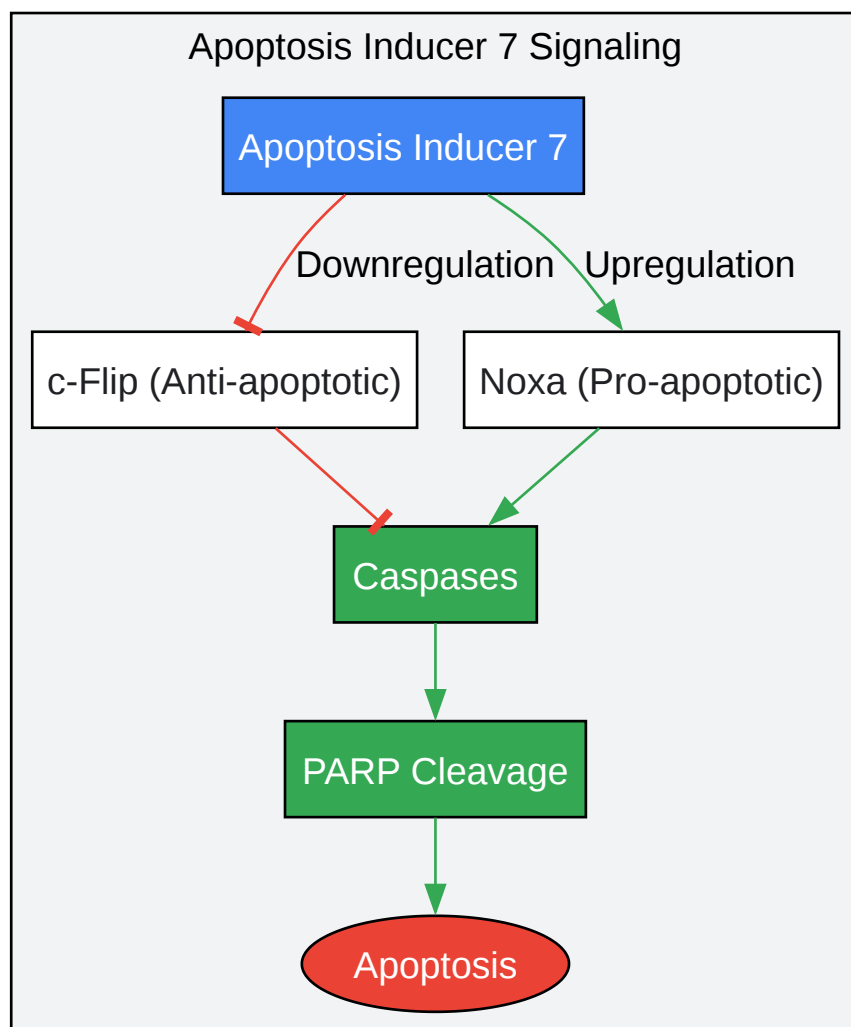 Apoptosis Inducer 7 Signaling
Apoptosis Inducer 7
Downregulation
Upregulation
c-Flip (Anti-apoptotic)
Noxa (Pro-apoptotic)
Caspases
PARP Cleavage
Apoptosis